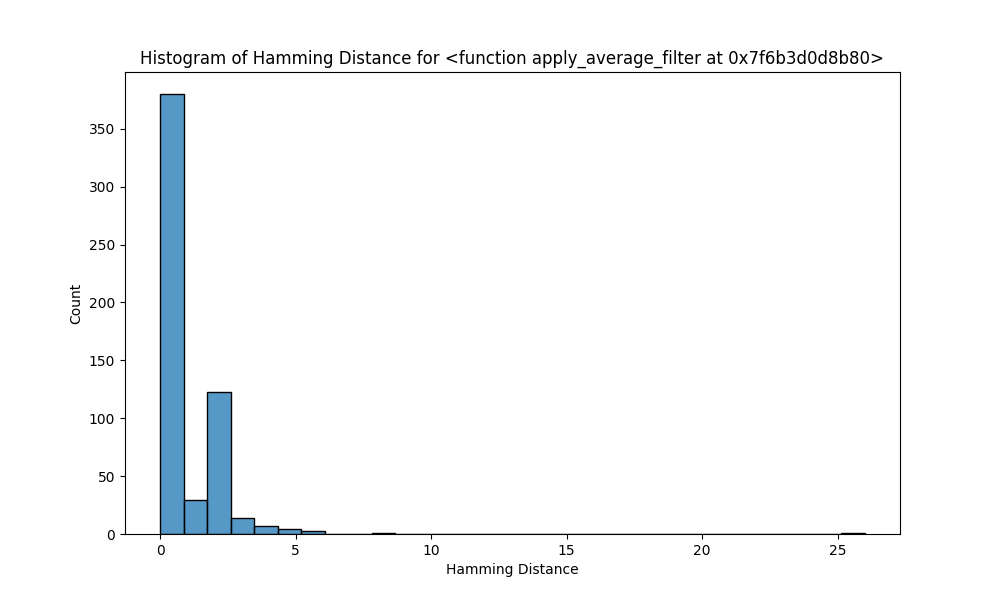 Histogram of Hamming Distance for <function apply_average_filter at 0x7f6b3d0d8b80>
350
300
250
200
150
100
50
0
Count
0 5 10 15 20 25
Hamming Distance